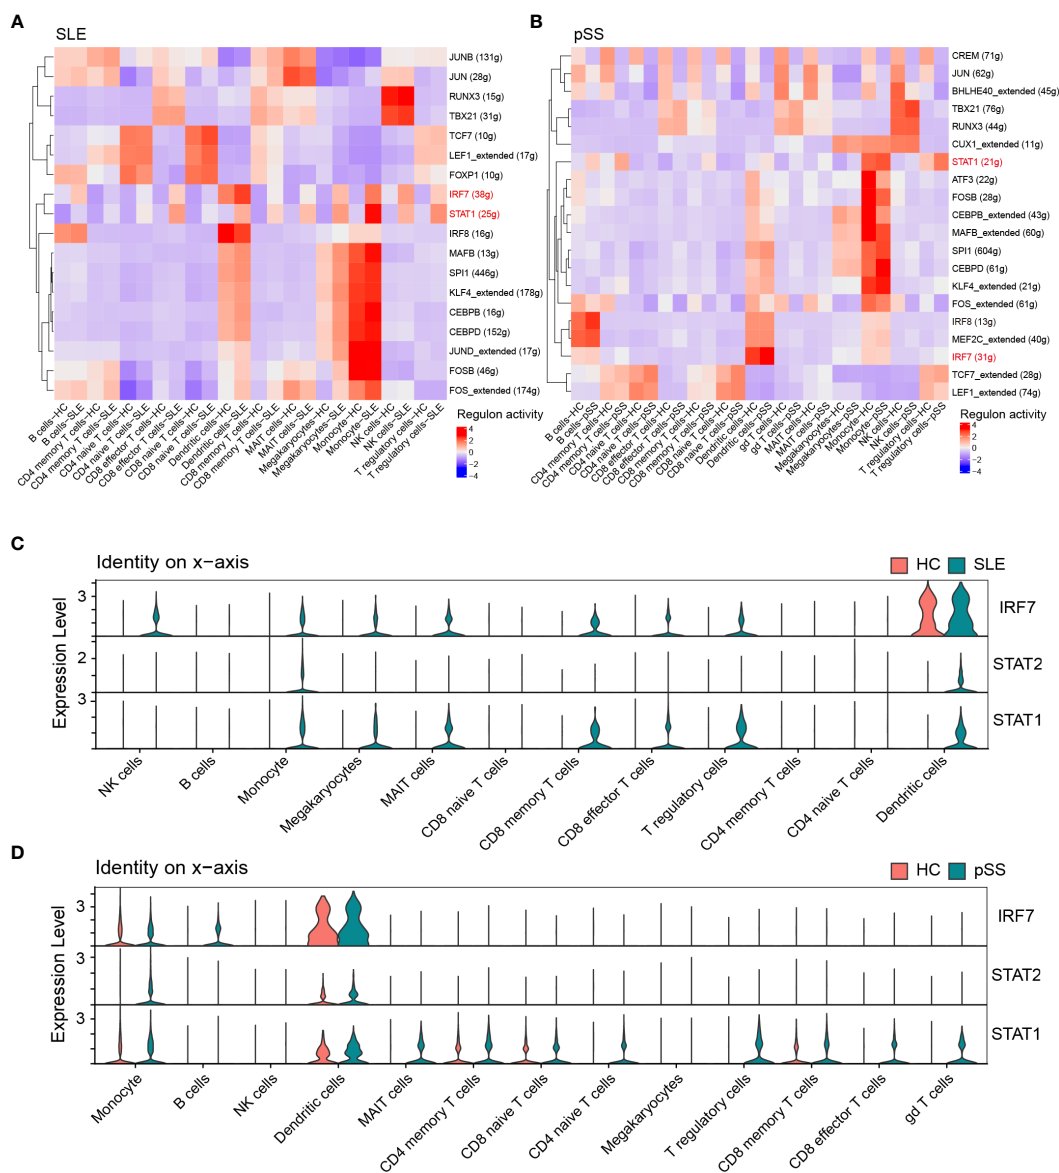 A
SLE
JUNB (131g)
JUN (28g)
RUNX3 (15g)
TBX21 (31g)
TCF7 (10g)
LEF1_extended (17g)
FOXP1 (10g)
IRF7 (38g)
STAT1 (25g)
IRF8 (16g)
MAFB (13g)
SPI1 (446g)
KLF4_extended (178g)
CEBPB (16g)
CEBPD (152g)
JUND_extended (17g)
FOSB (46g)
FOS_extended (174g)
B cells--HC
B cells--SLE
CD4 memory T cells--HC
CD4 memory T cells--SLE
CD4 naive T cells--HC
CD4 naive T cells--SLE
CD8 effector T cells--HC
CD8 effector T cells--SLE
CD8 naive T cells--HC
CD8 naive T cells--SLE
Dendritic cells--HC
Dendritic cells--SLE
CD8 memory T cells--HC
CD8 memory T cells--SLE
MAIT cells--HC
MAIT cells--SLE
Megakaryocytes--HC
Megakaryocytes--SLE
Monocyte--HC
Monocyte--SLE
NK cells--HC
NK cells--SLE
T regulatory cells--HC
T regulatory cells--SLE
Regulon activity
4
2
0
−2
−4
B
pSS
CREM (71g)
JUN (62g)
BHLHE40_extended (45g)
TBX21 (76g)
RUNX3 (44g)
CUX1_extended (11g)
STAT1 (21g)
ATF3 (22g)
FOSB (28g)
CEBPB_extended (43g)
MAFB_extended (60g)
SPI1 (604g)
CEBPD (61g)
KLF4_extended (21g)
FOS_extended (61g)
IRF8 (13g)
MEF2C_extended (40g)
IRF7 (31g)
TCF7_extended (28g)
LEF1_extended (74g)
B cells--HC
B cells--pSS
CD4 memory T cells--HC
CD4 memory T cells--pSS
CD4 naive T cells--HC
CD4 naive T cells--pSS
CD8 effector T cells--HC
CD8 effector T cells--pSS
CD8 memory T cells--HC
CD8 memory T cells--pSS
CD8 naive T cells--HC
CD8 naive T cells--pSS
Dendritic cells--HC
Dendritic cells--pSS
gd T cells--HC
gd T cells--pSS
MAIT cells--HC
MAIT cells--pSS
Megakaryocytes--HC
Megakaryocytes--pSS
Monocyte--HC
Monocyte--pSS
NK cells--HC
NK cells--pSS
T regulatory cells--HC
T regulatory cells--pSS
Regulon activity
4
2
0
−2
−4
C
Identity on x−axis
HC
SLE
Expression Level
3
IRF7
2
STAT2
3
STAT1
NK cells
B cells
Monocyte
Megakaryocytes
MAIT cells
CD8 naive T cells
CD8 memory T cells
CD8 effector T cells
T regulatory cells
CD4 memory T cells
CD4 naive T cells
Dendritic cells
D
Identity on x−axis
HC
pSS
Expression Level
3
IRF7
3
STAT2
3
STAT1
Monocyte
B cells
NK cells
Dendritic cells
MAIT cells
CD4 memory T cells
CD8 naive T cells
CD4 naive T cells
Megakaryocytes
T regulatory cells
CD8 memory T cells
CD8 effector T cells
gd T cells